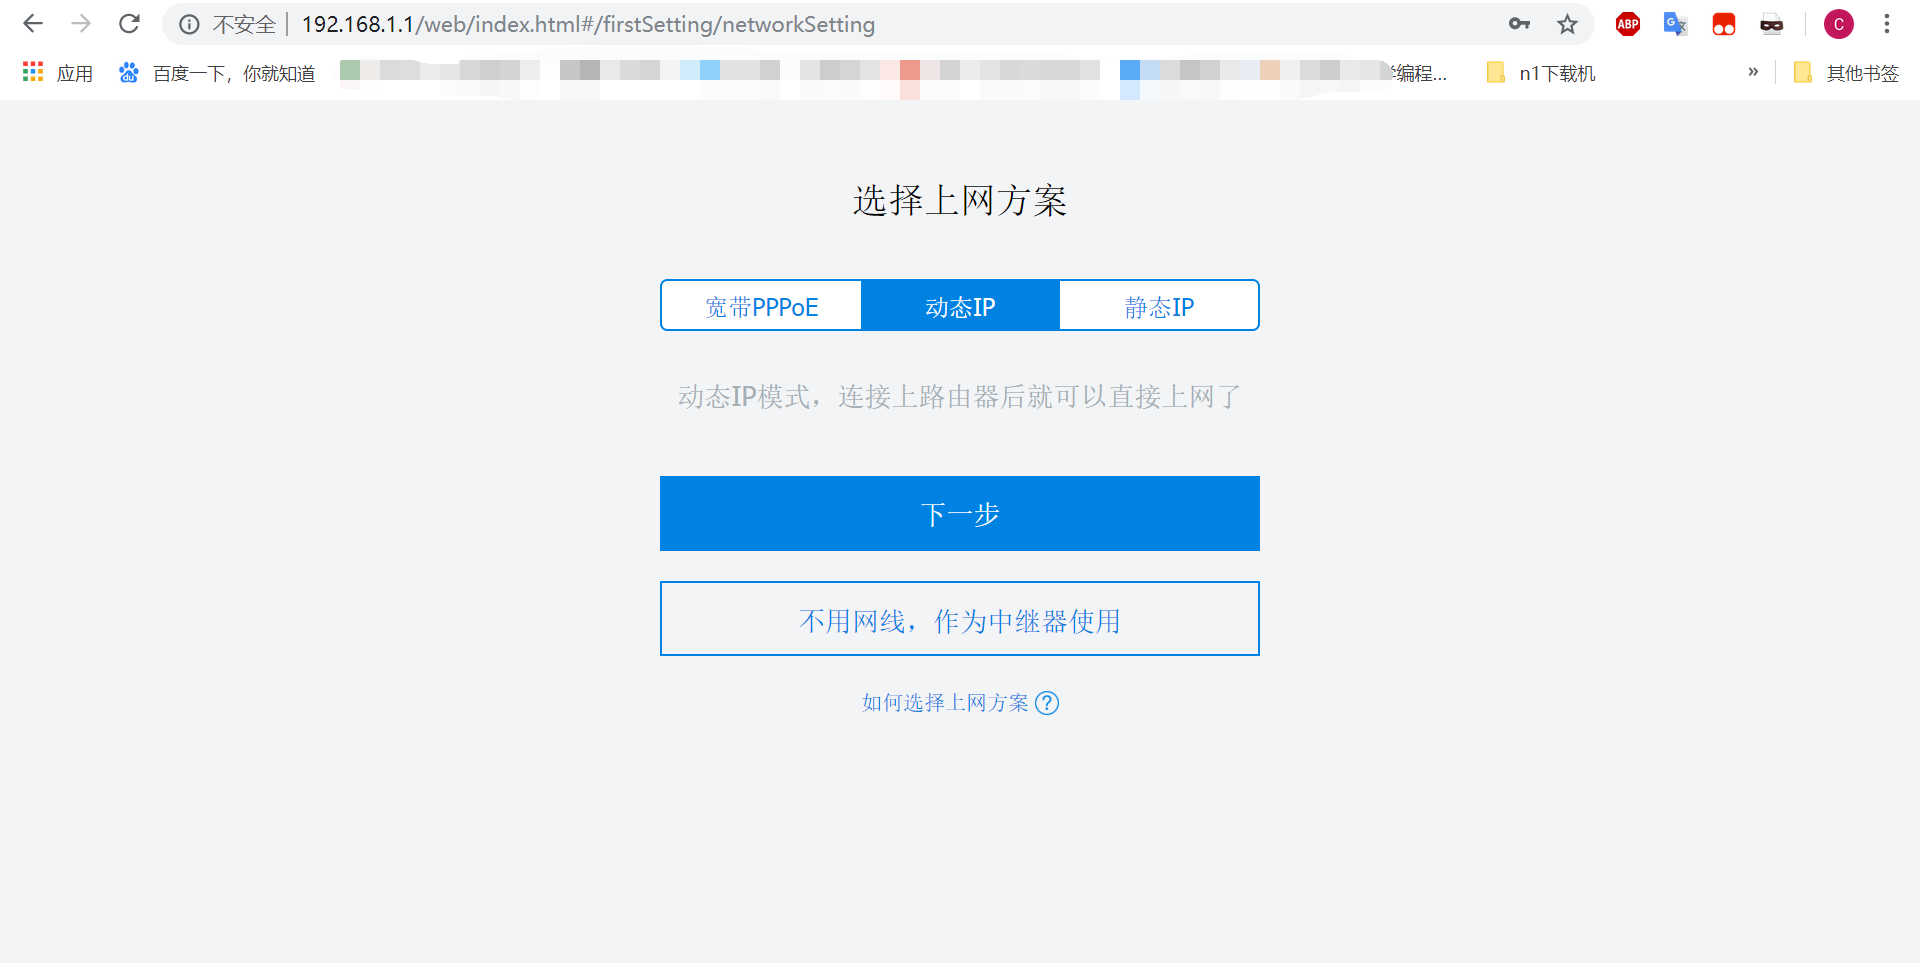 不安全 192.168.1.1/web/index.html#/firstSetting/networkSetting
ABP
C
应用 百度一下，你就知道 编程... n1下载机 » 其他书签
选择上网方案
宽带PPPoE 动态IP 静态IP
动态IP模式，连接上路由器后就可以直接上网了
下一步
不用网线，作为中继器使用
如何选择上网方案 ?